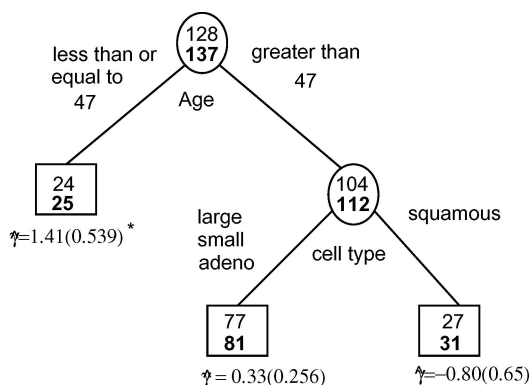 128
137
less than or
equal to
47
greater than
47
Age
24
25
=1.41(0.539)*
104
112
large
small
adeno
squamous
cell type
77
81
= 0.33(0.256)
27
31
=–0.80(0.65)